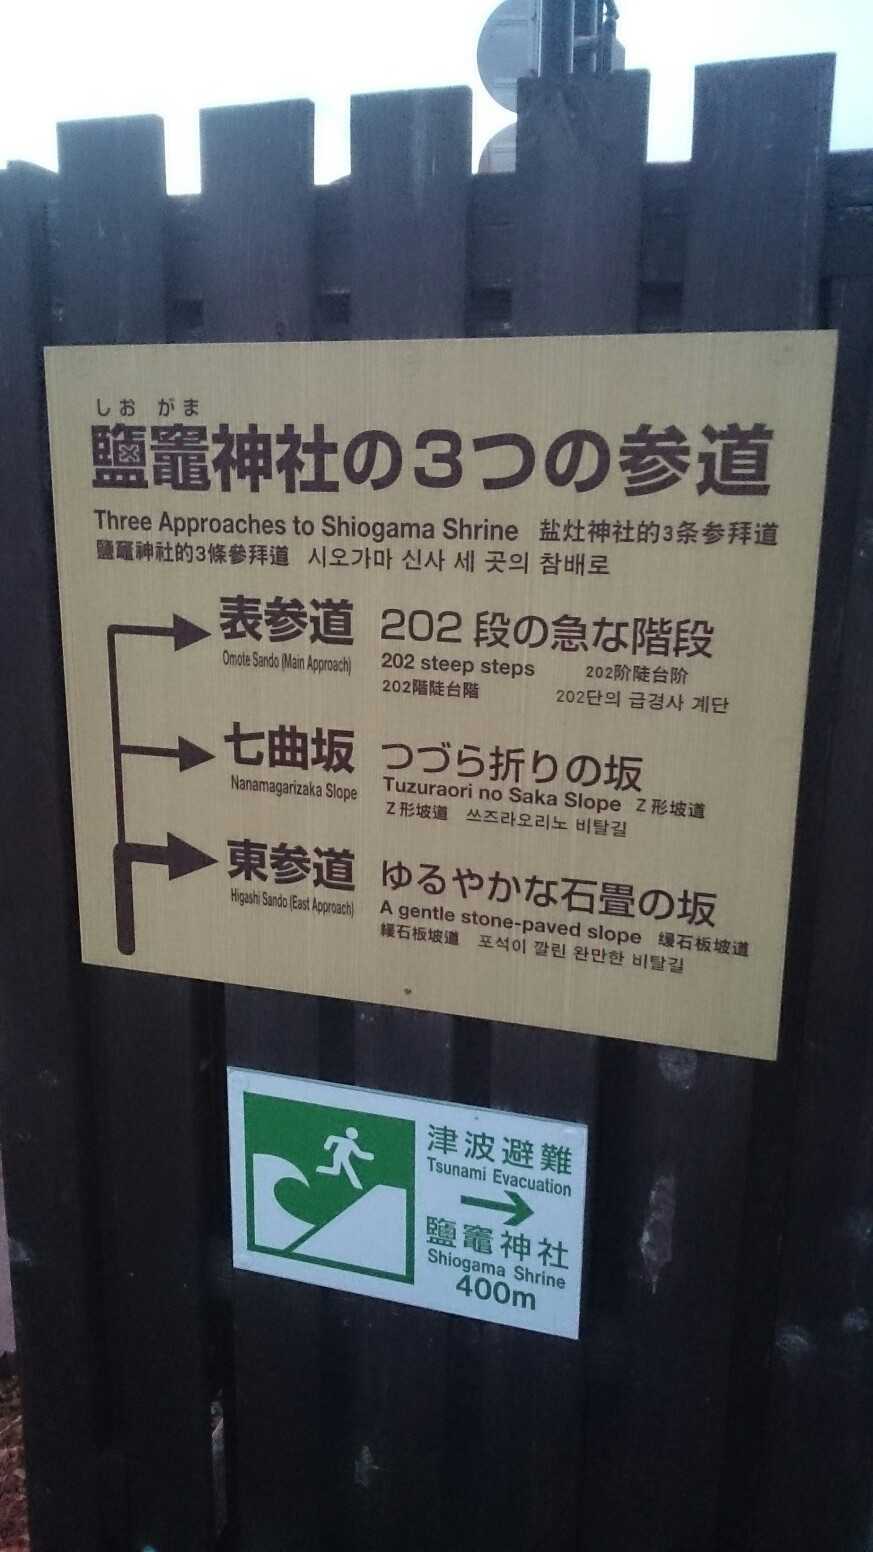 しおがま
鹽竈神社の3つの参道
Three Approaches to Shiogama Shrine 盐灶神社的3条参拜道
鹽竈神社的3條參拜道 시오가마 신사 세 곳의 참배로
表参道 202段の急な階段
Omote Sando (Main Approach) 202 steep steps 202阶陡台阶
202階陡台階 202단의 급경사 계단
七曲坂 つづら折りの坂
Nanamagarizaka Slope Tuzuraori no Saka Slope Z形坡道
Z形坡道 쓰즈라오리노 비탈길
東参道 ゆるやかな石畳の坂
Higashi Sando (East Approach) A gentle stone-paved slope 缓石板坡道
緩石板坡道 포석이 깔린 완만한 비탈길
津波避難
Tsunami Evacuation
鹽竈神社
Shiogama Shrine
400m